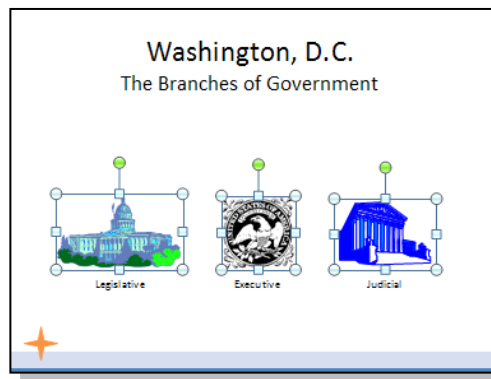 Washington, D.C.
The Branches of Government
Legislative
Executive
Judicial